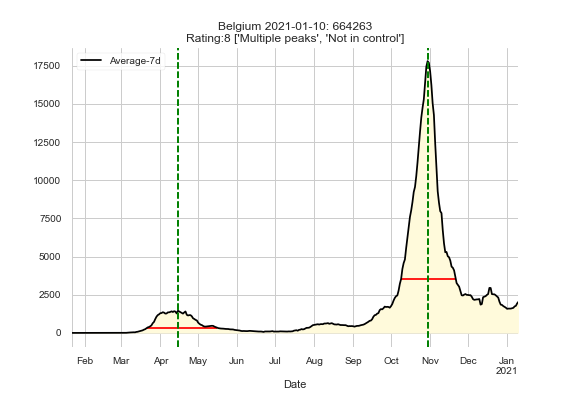 Belgium 2021-01-10: 664263
Rating:8 ['Multiple peaks', 'Not in control']
Average-7d
17500
15000
12500
10000
7500
5000
2500
0
Feb Mar Apr May Jun Jul Aug Sep Oct Nov Dec Jan
2021
Date